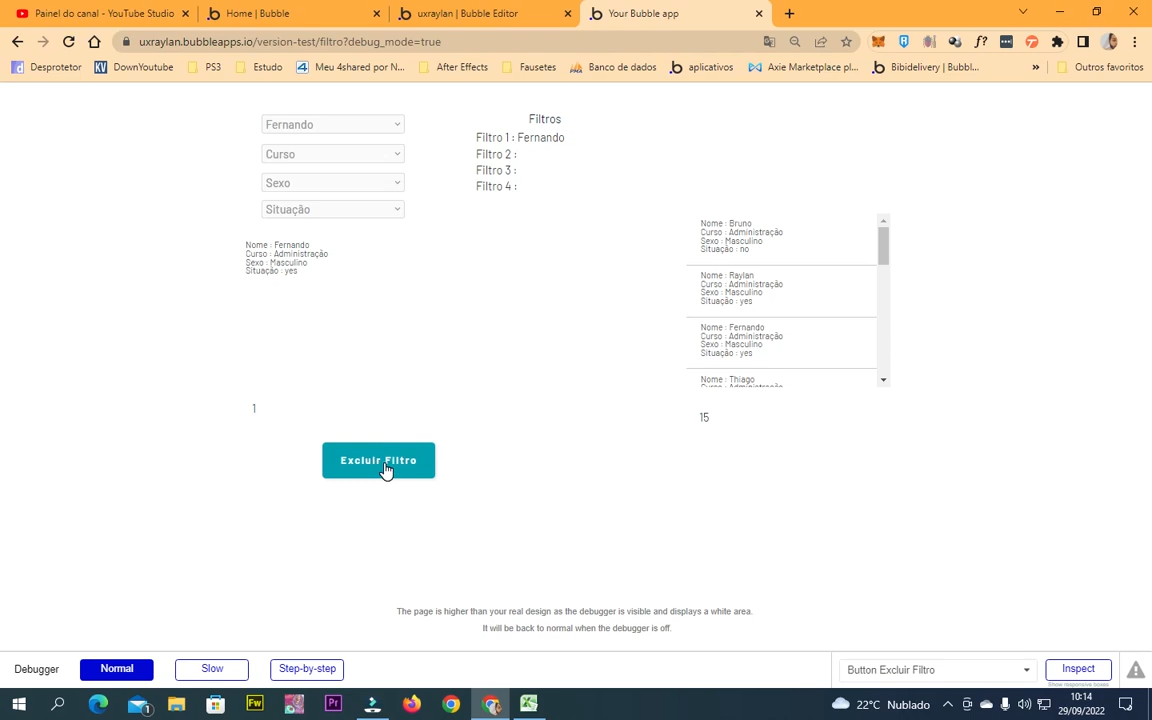 Painel do canal - YouTube Studio
Home | Bubble
uxraylan | Bubble Editor
Your Bubble app
uxraylan.bubbleapps.io/version-test/filtro?debug_mode=true
Desprotetor
DownYoutube
PS3
Estudo
Meu 4shared por N...
After Effects
Fausetes
Banco de dados
aplicativos
Axie Marketplace pl...
Bibidelivery | Bubbl...
»
Outros favoritos
Fernando
Curso
Sexo
Situação
Filtros
Filtro 1 : Fernando
Filtro 2 :
Filtro 3 :
Filtro 4 :
Nome : Fernando
Curso : Administração
Sexo : Masculino
Situação : yes
1
Nome : Bruno
Curso : Administração
Sexo : Masculino
Situação : no
Nome : Raylan
Curso : Administração
Sexo : Masculino
Situação : yes
Nome : Fernando
Curso : Administração
Sexo : Masculino
Situação : yes
Nome : Thiago
Curso : Administração
15
Excluir Filtro
The page is higher than your real design as the debugger is visible and displays a white area.
It will be back to normal when the debugger is off.
Debugger
Normal
Slow
Step-by-step
Button Excluir Filtro
Inspect
Show responsive boxes
22°C Nublado
10:14
29/09/2022